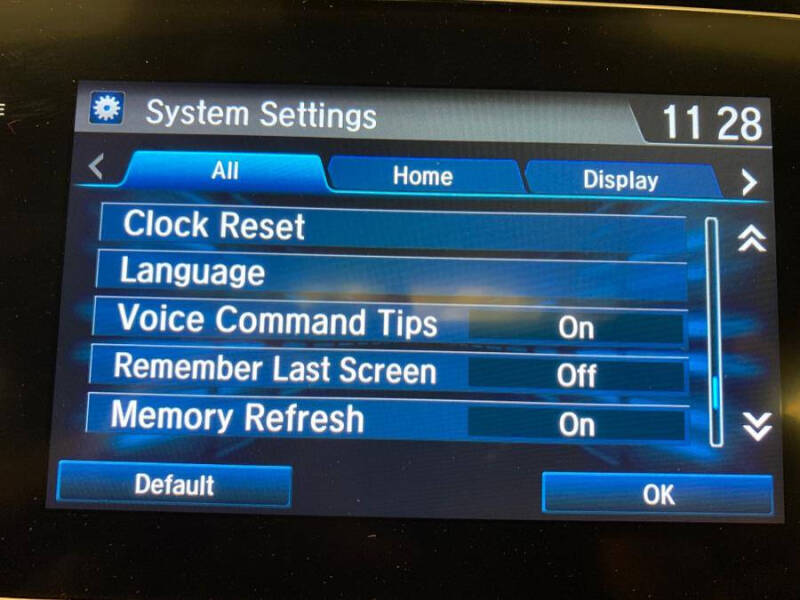 System Settings
11 28
All
Home
Display
Clock Reset
Language
Voice Command Tips On
Remember Last Screen Off
Memory Refresh On
Default
OK